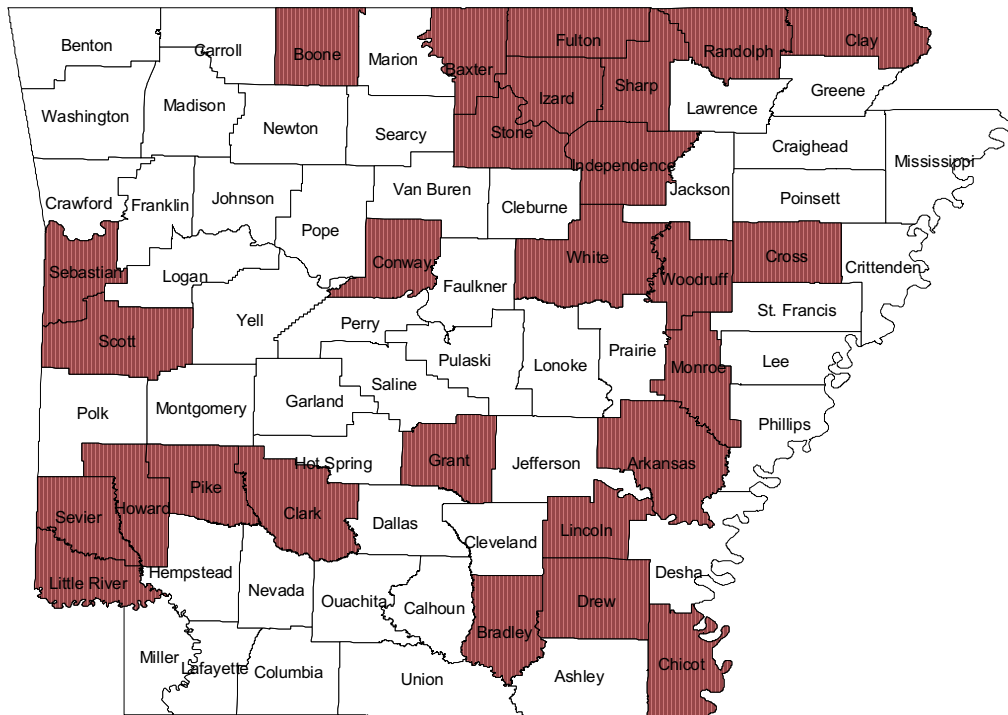 Benton
Carroll
Boone
Marion
Baxter
Fulton
Randolph
Clay
Washington
Madison
Newton
Searcy
Stone
Izard
Sharp
Lawrence
Greene
Craighead
Mississippi
Independence
Jackson
Poinsett
Crawford
Franklin
Johnson
Pope
Van Buren
Cleburne
Sebastian
Logan
Conway
Faulkner
White
Woodruff
Cross
Crittenden
Scott
Yell
Perry
Pulaski
Lonoke
Prairie
Monroe
St. Francis
Lee
Phillips
Polk
Montgomery
Garland
Saline
Hot Spring
Grant
Jefferson
Arkansas
Sevier
Howard
Pike
Clark
Dallas
Cleveland
Lincoln
Desha
Little River
Hempstead
Nevada
Ouachita
Calhoun
Bradley
Drew
Chicot
Miller
Lafayette
Columbia
Union
Ashley